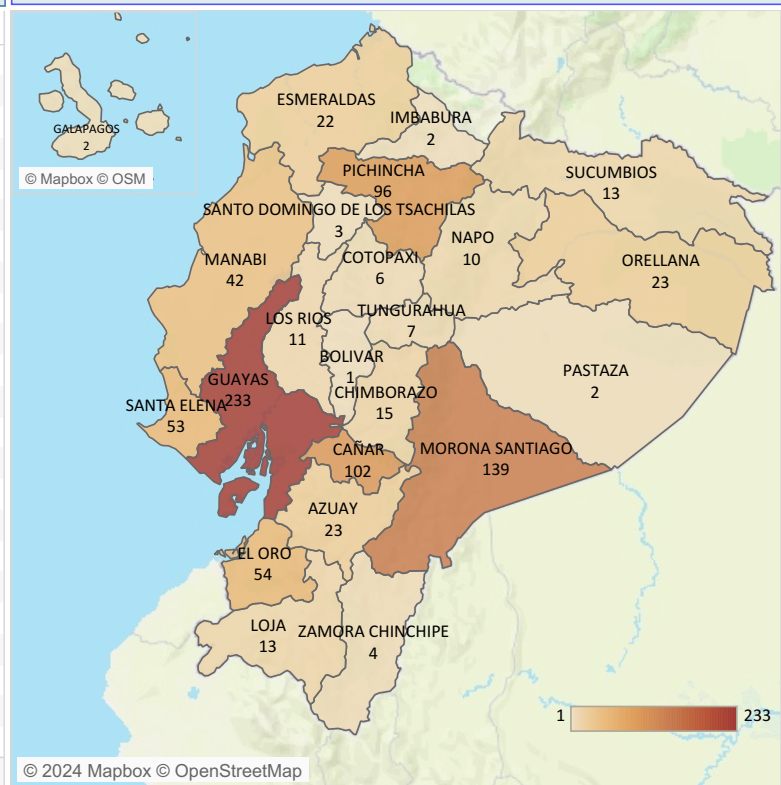 ESMERALDAS
22
IMBABURA
2
GALAPAGOS
2
© Mapbox © OSM
PICHINCHA
96
SUCUMBIOS
13
SANTO DOMINGO DE LOS TSACHILAS
3
NAPO
10
MANABI
42
COTOPAXI
6
ORELLANA
23
LOS RIOS
11
TUNGURAHUA
7
BOLIVAR
1
PASTAZA
2
GUAYAS
233
CHIMBORAZO
15
SANTA ELENA
53
CAÑAR
102
MORONA SANTIAGO
139
AZUAY
23
EL ORO
54
LOJA
13
ZAMORA CHINCHIPE
4
1 233
© 2024 Mapbox © OpenStreetMap